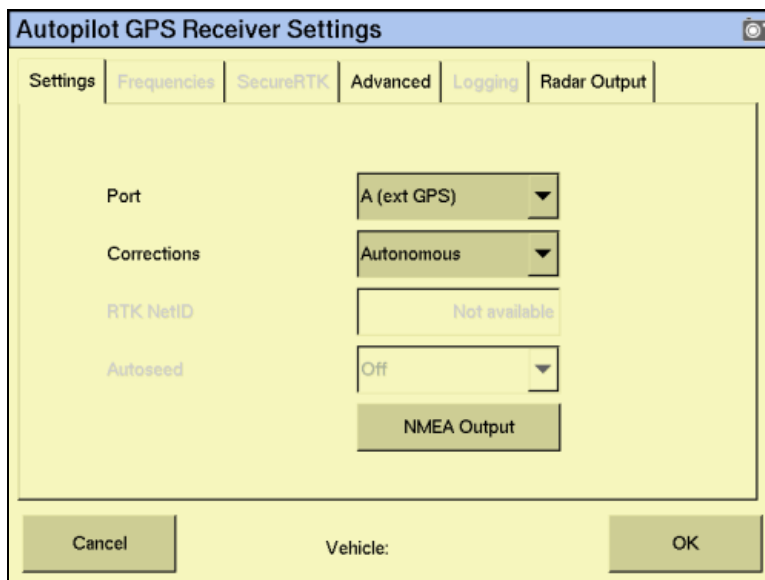 Autopilot GPS Receiver Settings
Settings Frequencies SecureRTK Advanced Logging Radar Output
Port A (ext GPS)
Corrections Autonomous
RTK NetID Not available
Autoseed Off
NMEA Output
Cancel Vehicle: OK